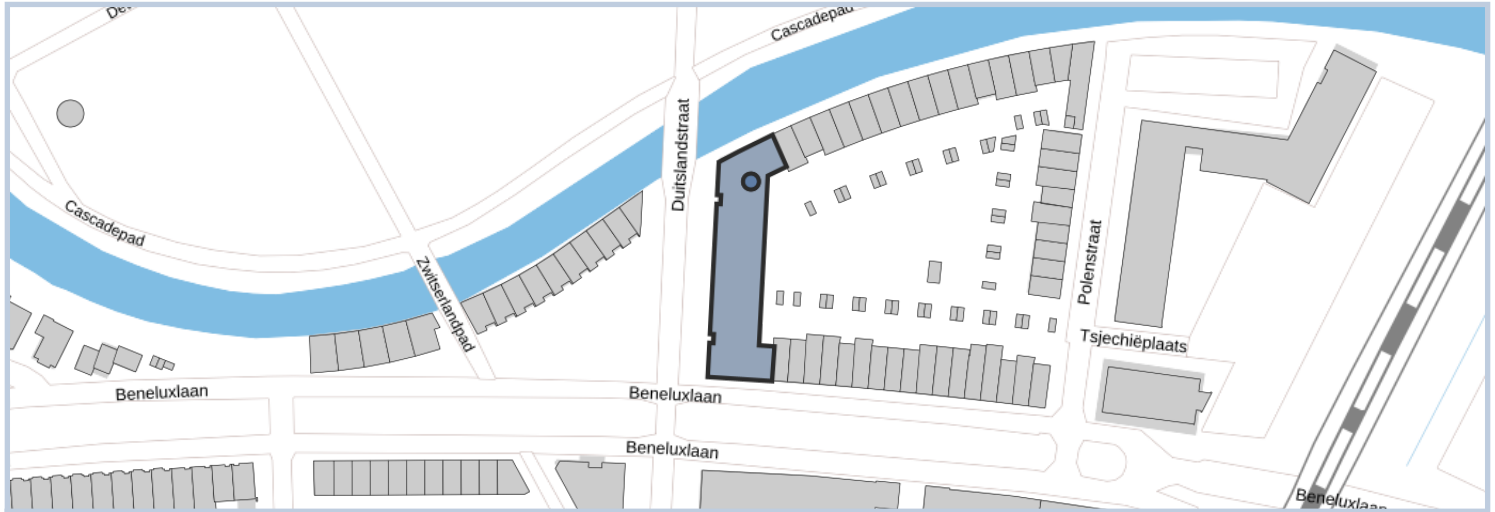 Cascadepad
Duitslandstraat
Cascadepad
Zwitserlandpad
Polenstraat
Tsjechiëplaats
Beneluxlaan
Beneluxlaan
Beneluxlaan
Beneluxlaan